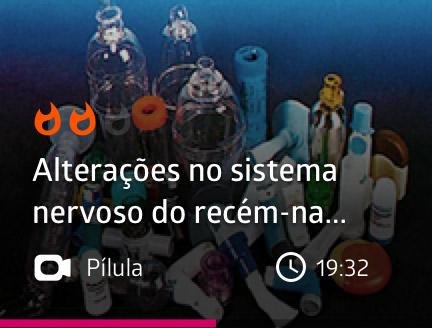 Alterações no sistema
nervoso do recém-na...
Pílula
19:32